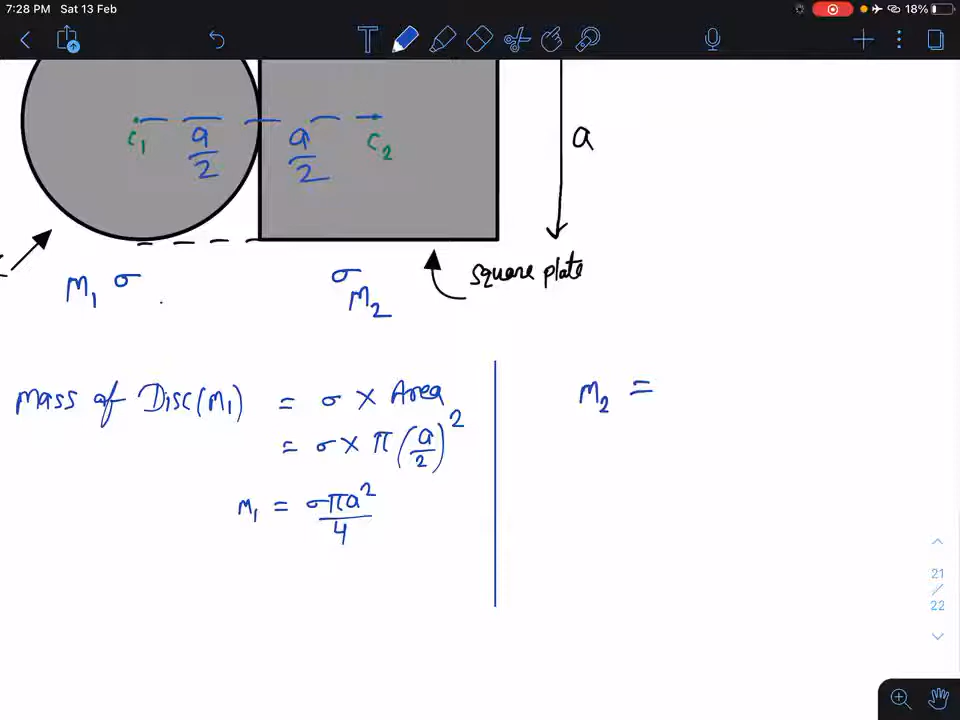 7:28 PM Sat 13 Feb
18%
T
C₁ a/2 a/2 C₂
a
M₁ σ
σ
M₂
square plate
Mass of Disc(M₁) = σ × Area
= σ × π(a/2)²
M₁ = σπa²/4
M₂ =
21
/
22